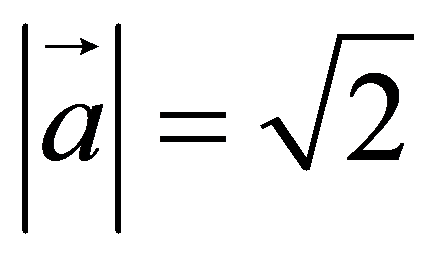 |a⃗| = √2